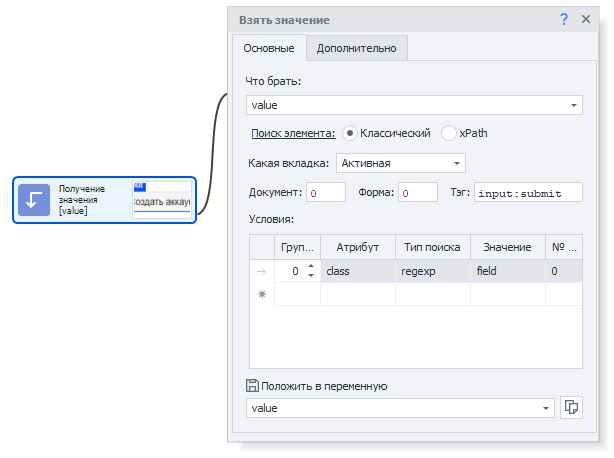 Взять значение
?
Основные
Дополнительно
Что брать:
value
Поиск элемента:
Классический
xPath
Какая вкладка:
Активная
Документ:
0
Форма:
0
Тэг:
input:submit
Условия:
Груп...
Атрибут
Тип поиска
Значение
№ ...
0
class
regexp
field
0
Положить в переменную
value
Получение
значения
[value]
Создать аккау